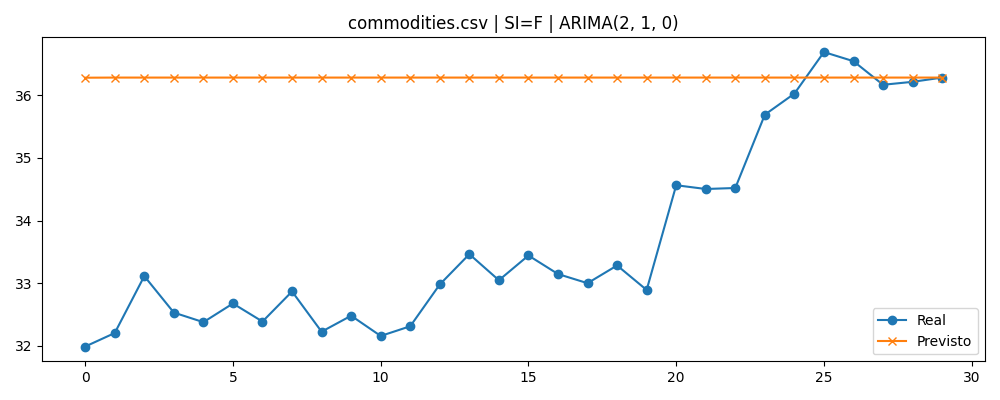 commodities.csv | SI=F | ARIMA(2, 1, 0)
36
35
34
33
32
Real
Previsto
0 5 10 15 20 25 30